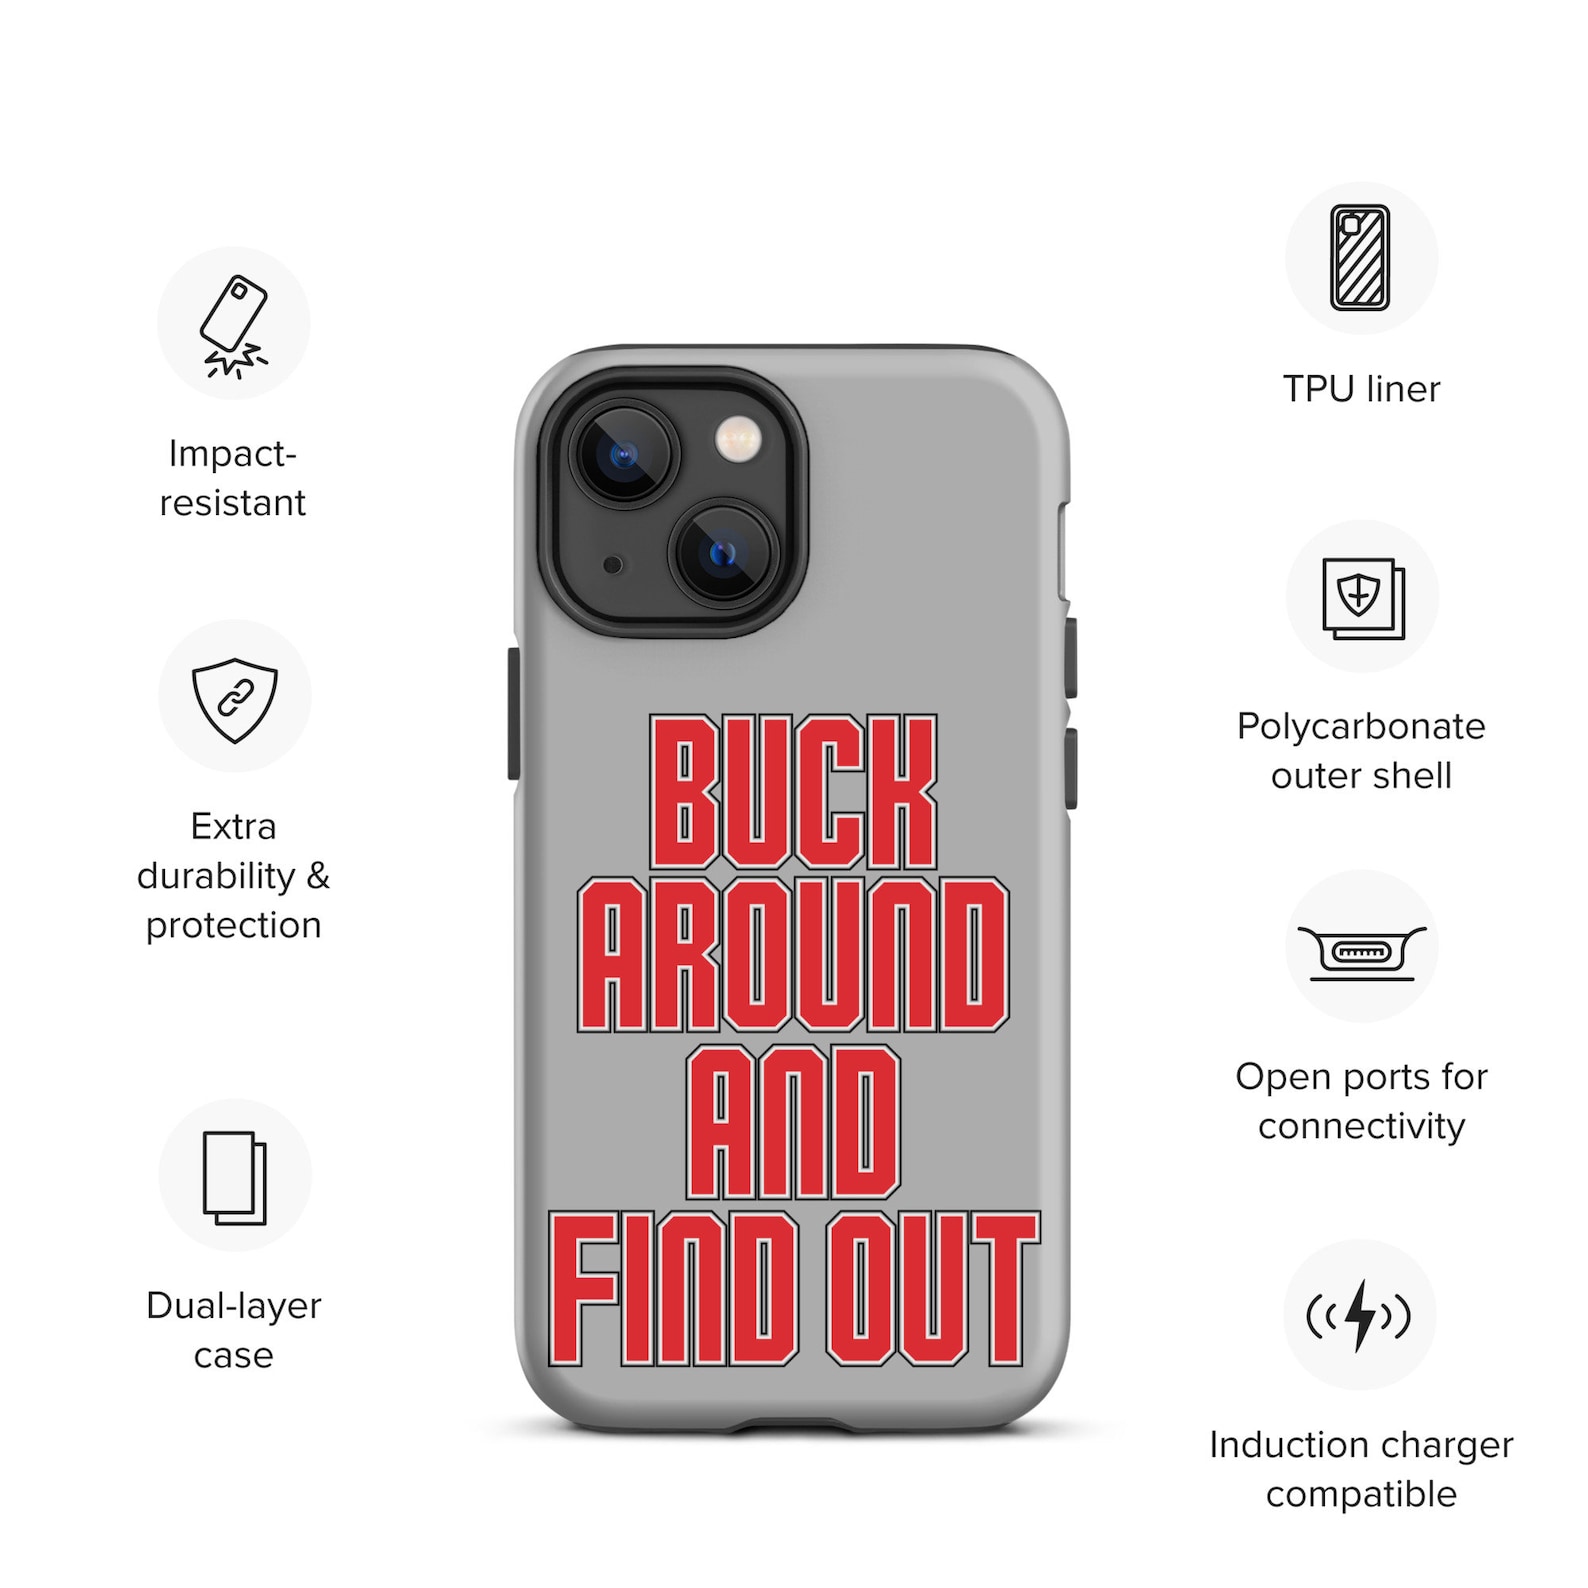 Impact-
resistant
Extra
durability &
protection
Dual-layer
case
BUCK
AROUND
AND
FIND OUT
TPU liner
Polycarbonate
outer shell
Open ports for
connectivity
Induction charger
compatible